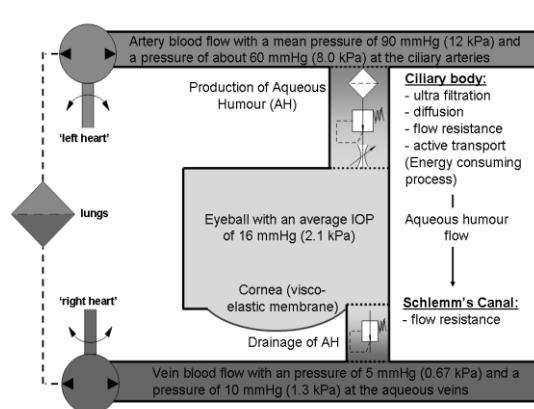 Artery blood flow with a mean pressure of 90 mmHg (12 kPa) and
a pressure of about 60 mmHg (8.0 kPa) at the ciliary arteries
Production of Aqueous
Humour (AH)
Ciliary body:
- ultra filtration
- diffusion
- flow resistance
- active transport
(Energy consuming
process)
'left heart'
lungs
Eyeball with an average IOP
of 16 mmHg (2.1 kPa)
Aqueous humour
flow
Cornea (visco-
elastic membrane)
'right heart'
Schlemm's Canal:
- flow resistance
Drainage of AH
Vein blood flow with an pressure of 5 mmHg (0.67 kPa) and a
pressure of 10 mmHg (1.3 kPa) at the aqueous veins